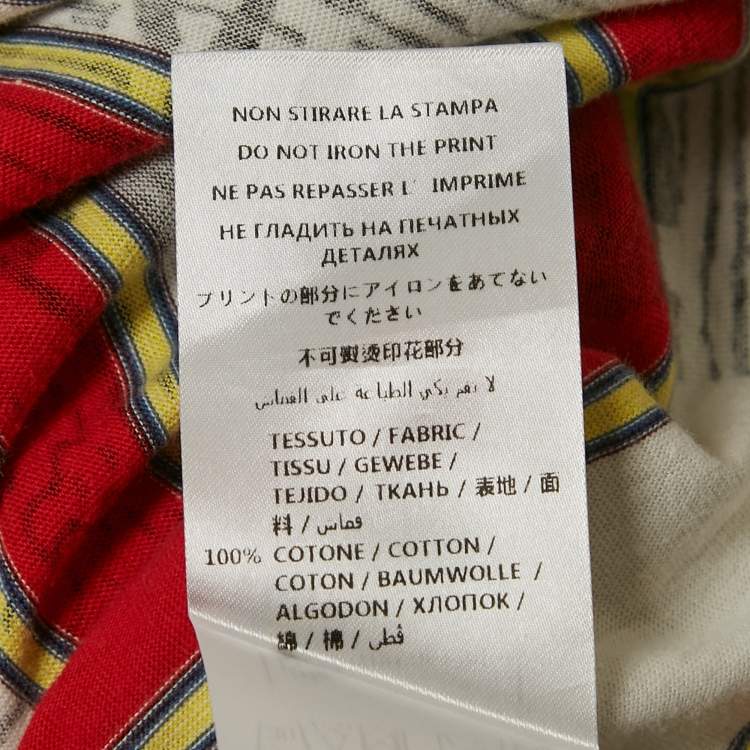 NON STIRARE LA STAMPA
DO NOT IRON THE PRINT
NE PAS REPASSER L' IMPRIME
НЕ ГЛАДИТЬ НА ПЕЧАТНЫХ
ДЕТАЛЯХ
プリントの部分にアイロンをあてない
でください
不可熨烫印花部分
لا يقم بكي الطباعة على القماس
TESSUTO / FABRIC /
TISSU / GEWEBE /
TEJIDO / ТКАНЬ / 表地 / 面
料 / قماس
100% COTONE / COTTON /
COTON / BAUMWOLLE /
ALGODON / ХЛОПОК /
綿 / 棉 / قطن